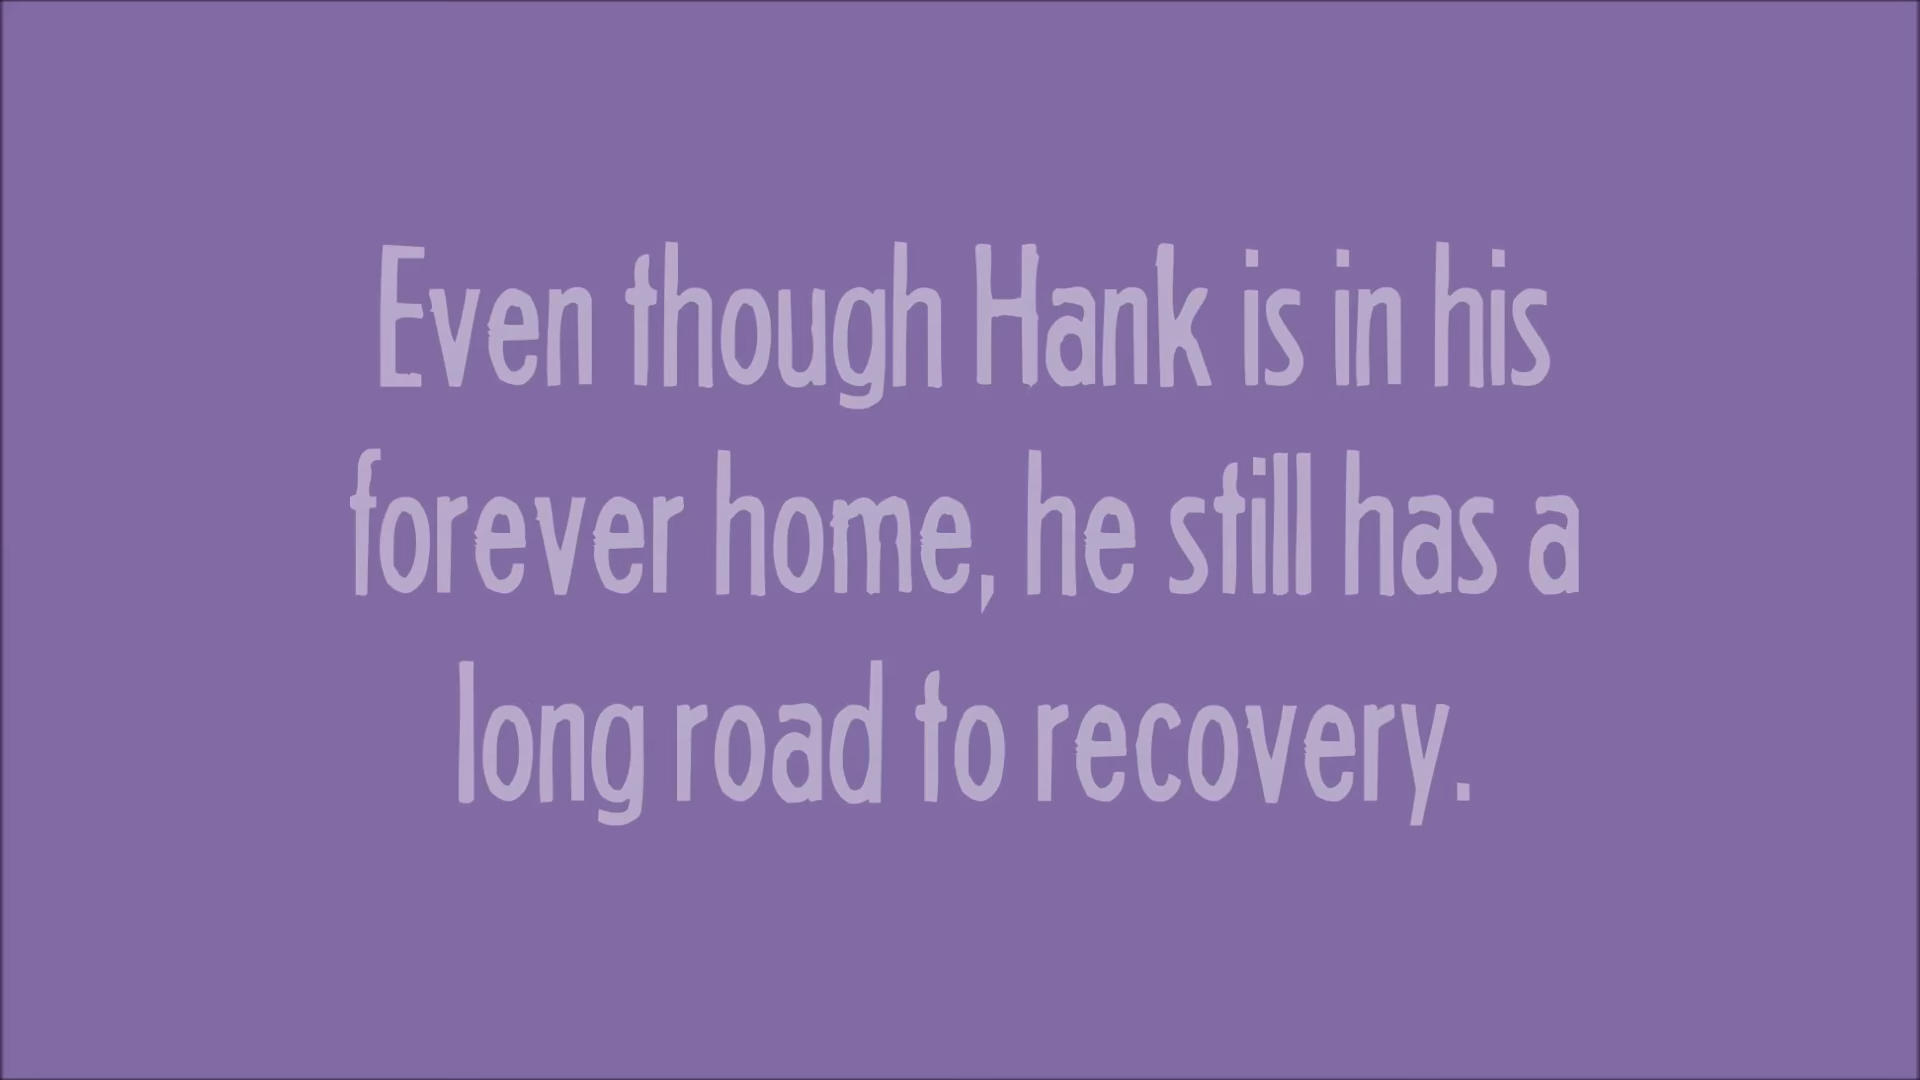 Even though Hank is in his
forever home, he still has a
long road to recovery.